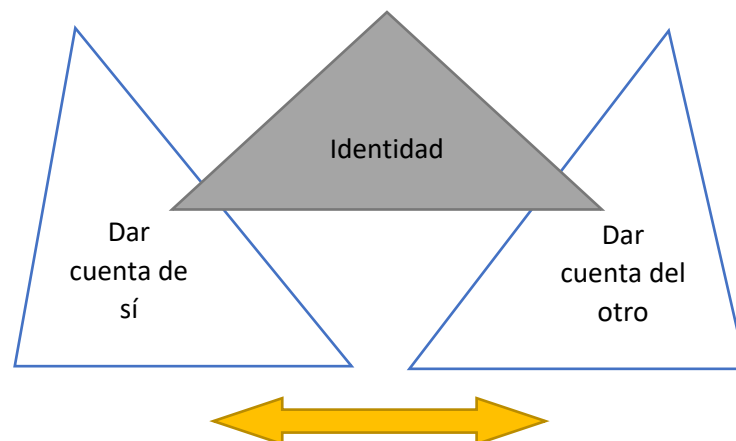 Identidad
Dar
cuenta de
sí
Dar
cuenta del
otro